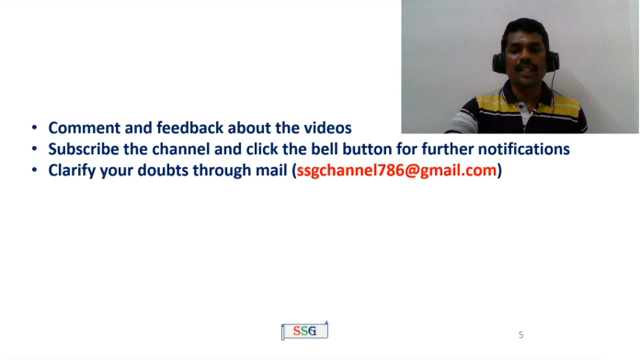 • Comment and feedback about the videos
• Subscribe the channel and click the bell button for further notifications
• Clarify your doubts through mail (ssgchannel786@gmail.com)
SSG
5